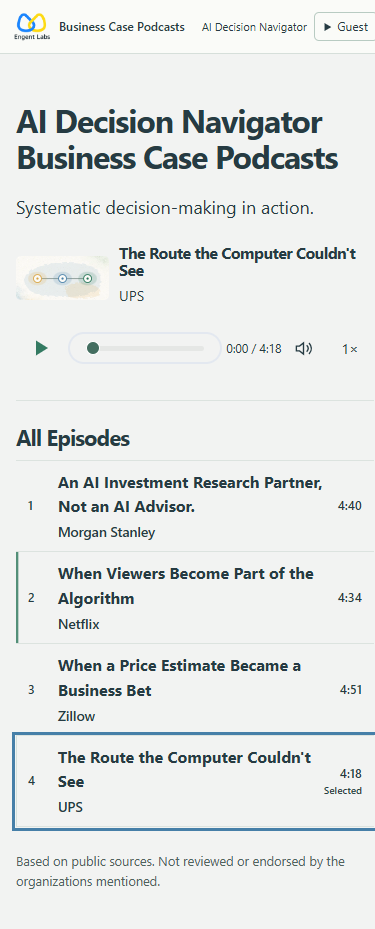 Engent Labs
Business Case Podcasts
AI Decision Navigator
Guest
AI Decision Navigator
Business Case Podcasts
Systematic decision-making in action.
The Route the Computer Couldn't
See
UPS
0:00 / 4:18
1×
All Episodes
1
An AI Investment Research Partner,
Not an AI Advisor.
Morgan Stanley
4:40
2
When Viewers Become Part of the
Algorithm
Netflix
4:34
3
When a Price Estimate Became a
Business Bet
Zillow
4:51
4
The Route the Computer Couldn't
See
UPS
4:18
Selected
Based on public sources. Not reviewed or endorsed by the
organizations mentioned.